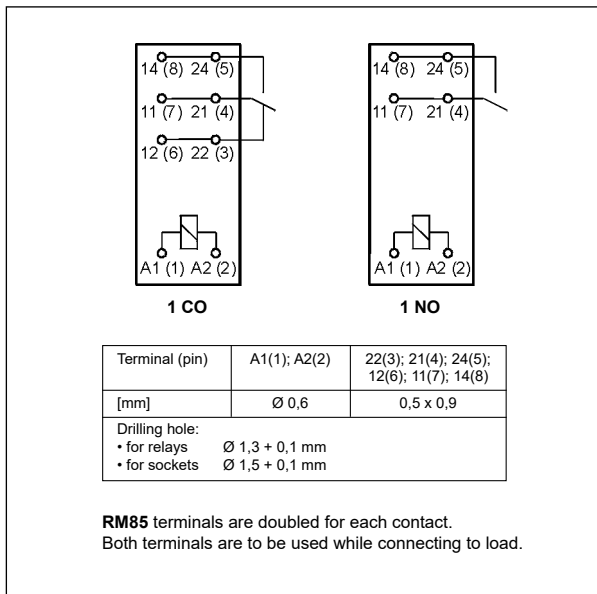 14 (8) 24 (5) 14 (8) 24 (5)
11 (7) 21 (4) 11 (7) 21 (4)
12 (6) 22 (3)
A1 (1) A2 (2) A1 (1) A2 (2)
1 CO 1 NO
Terminal (pin) A1(1); A2(2) 22(3); 21(4); 24(5);
12(6); 11(7); 14(8)
[mm] Ø 0,6 0,5 x 0,9
Drilling hole:
• for relays Ø 1,3 + 0,1 mm
• for sockets Ø 1,5 + 0,1 mm
RM85 terminals are doubled for each contact.
Both terminals are to be used while connecting to load.